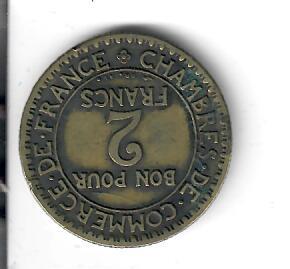 CHAMBRES · DE · COMMERCE · DE · FRANCE
BON POUR
2
FRANCS